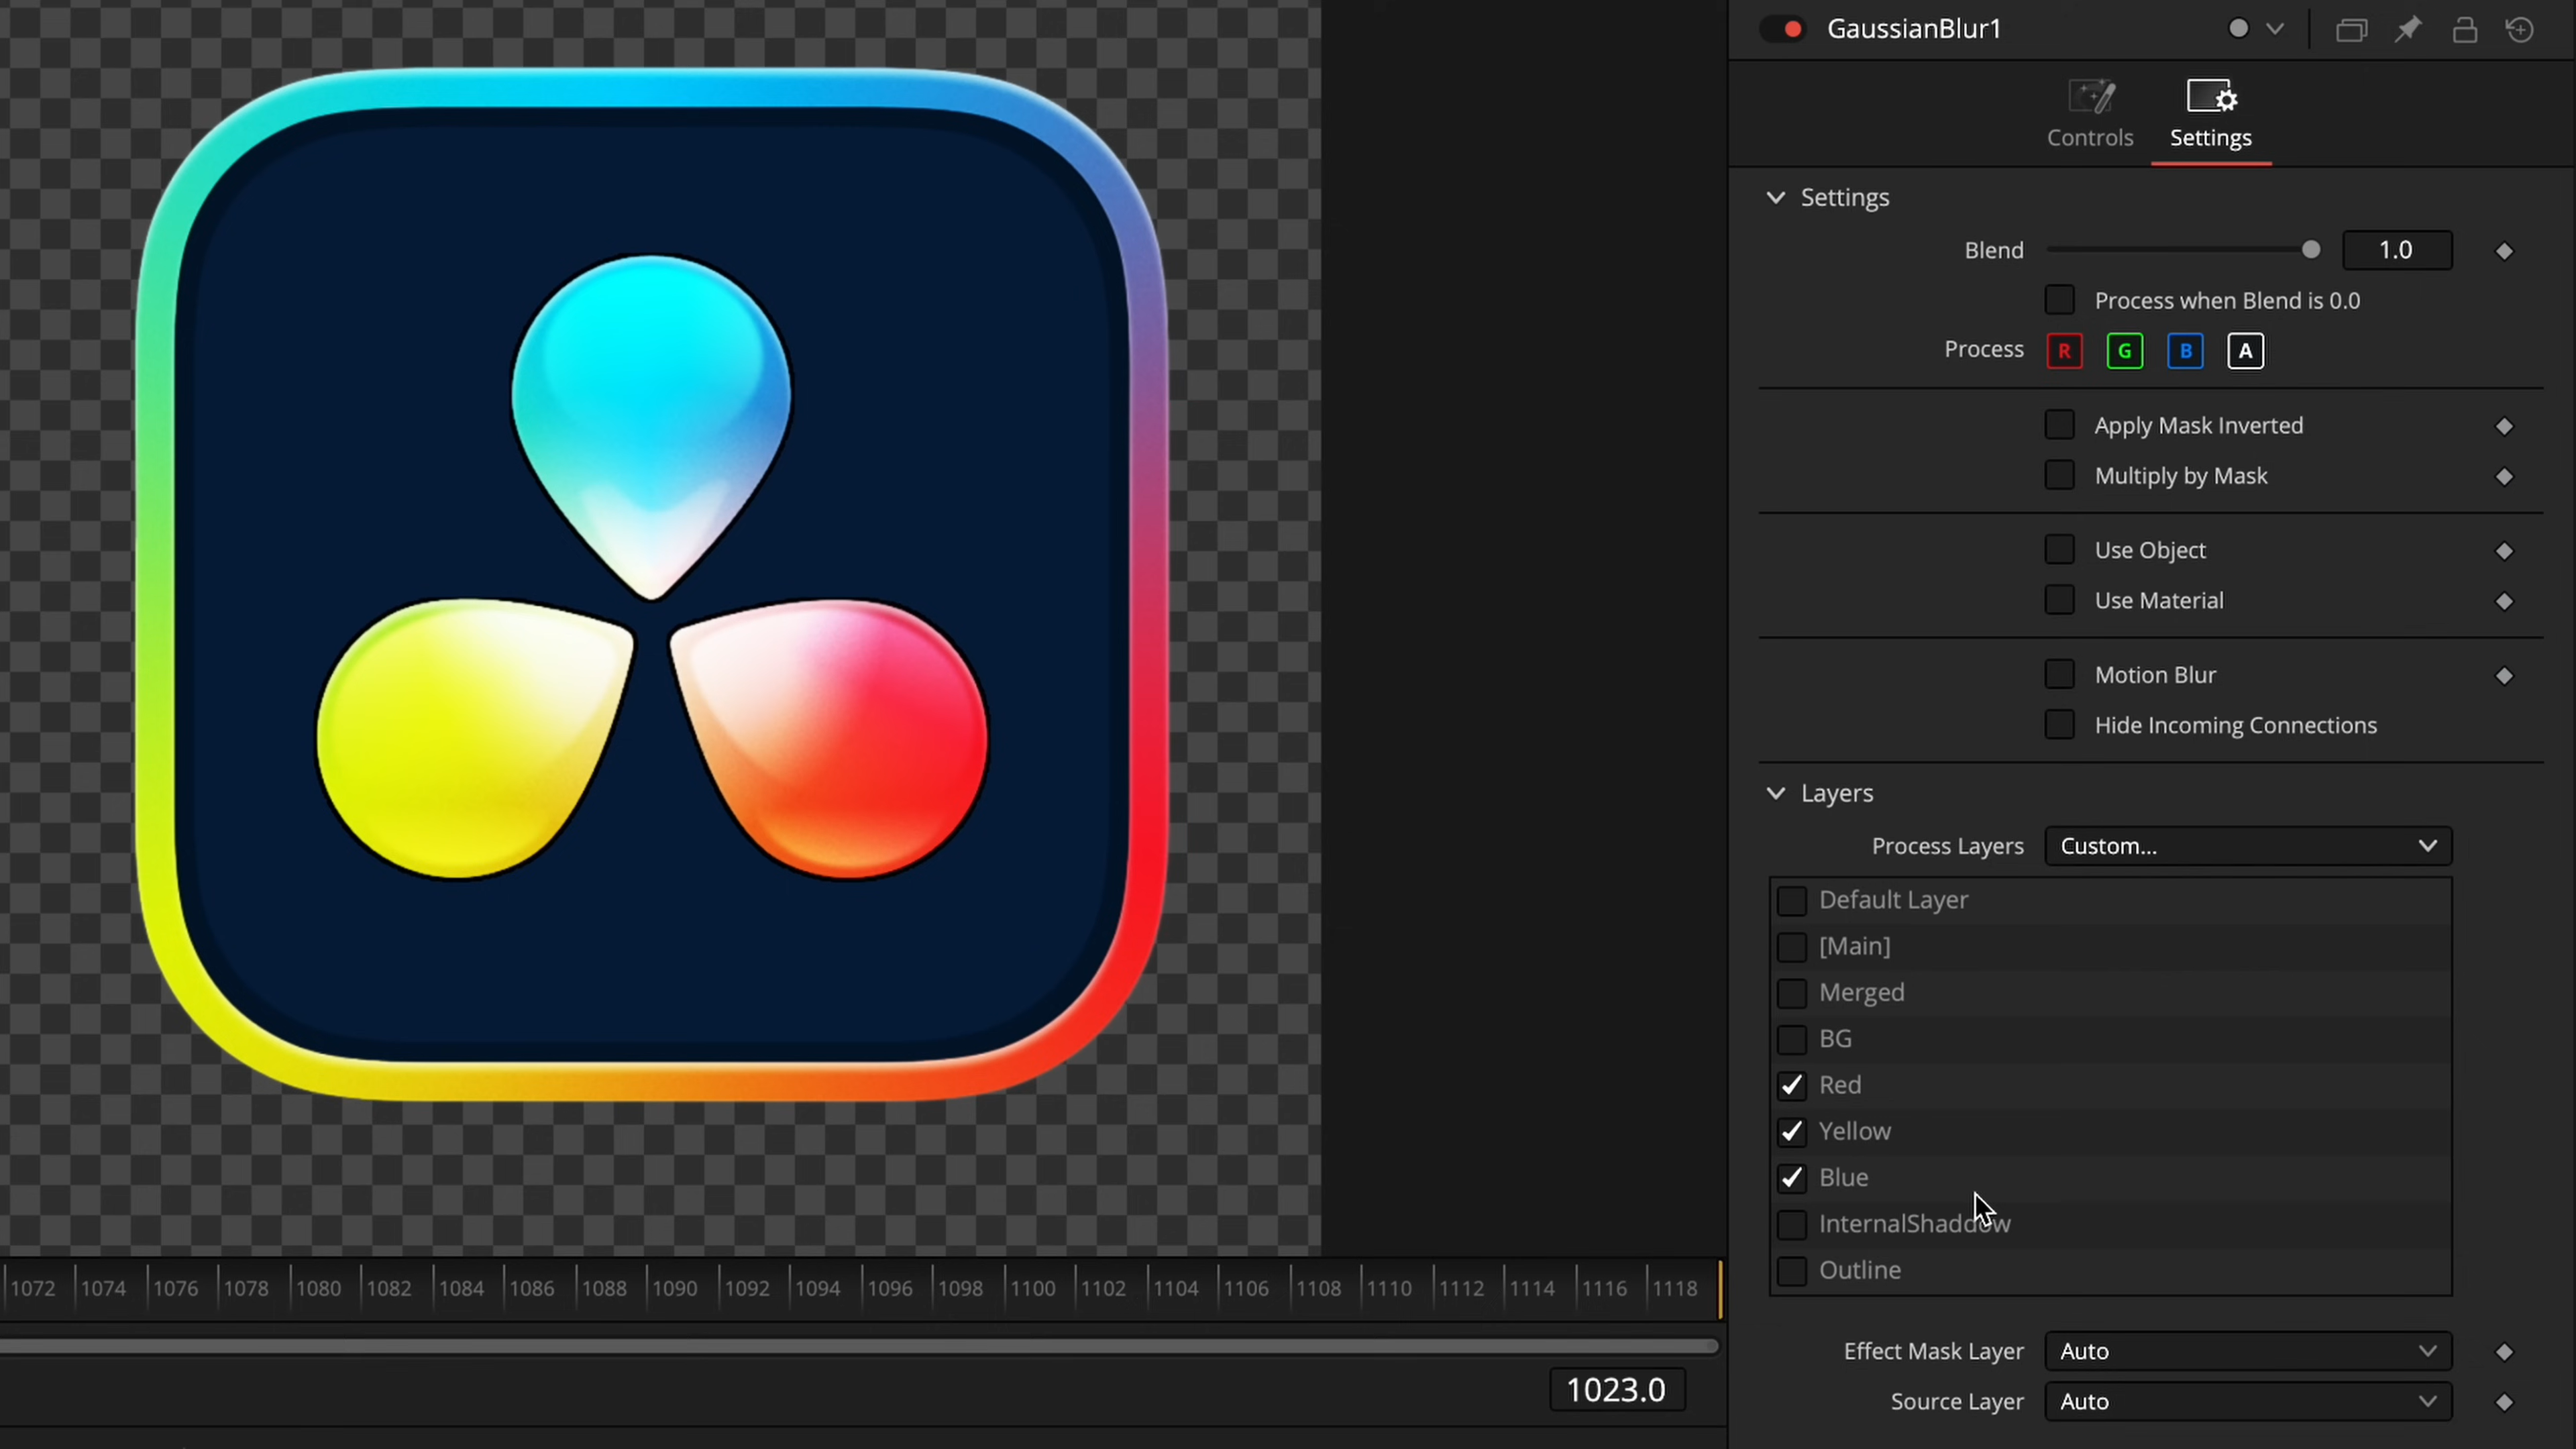 GaussianBlur1
Controls
Settings
Settings
Blend
1.0
Process when Blend is 0.0
Process
R
G
B
A
Apply Mask Inverted
Multiply by Mask
Use Object
Use Material
Motion Blur
Hide Incoming Connections
Layers
Process Layers
Custom...
Default Layer
[Main]
Merged
BG
Red
Yellow
Blue
InternalShaddow
Outline
Effect Mask Layer
Auto
Source Layer
Auto
1072 1074 1076 1078 1080 1082 1084 1086 1088 1090 1092 1094 1096 1098 1100 1102 1104 1106 1108 1110 1112 1114 1116 1118
1023.0